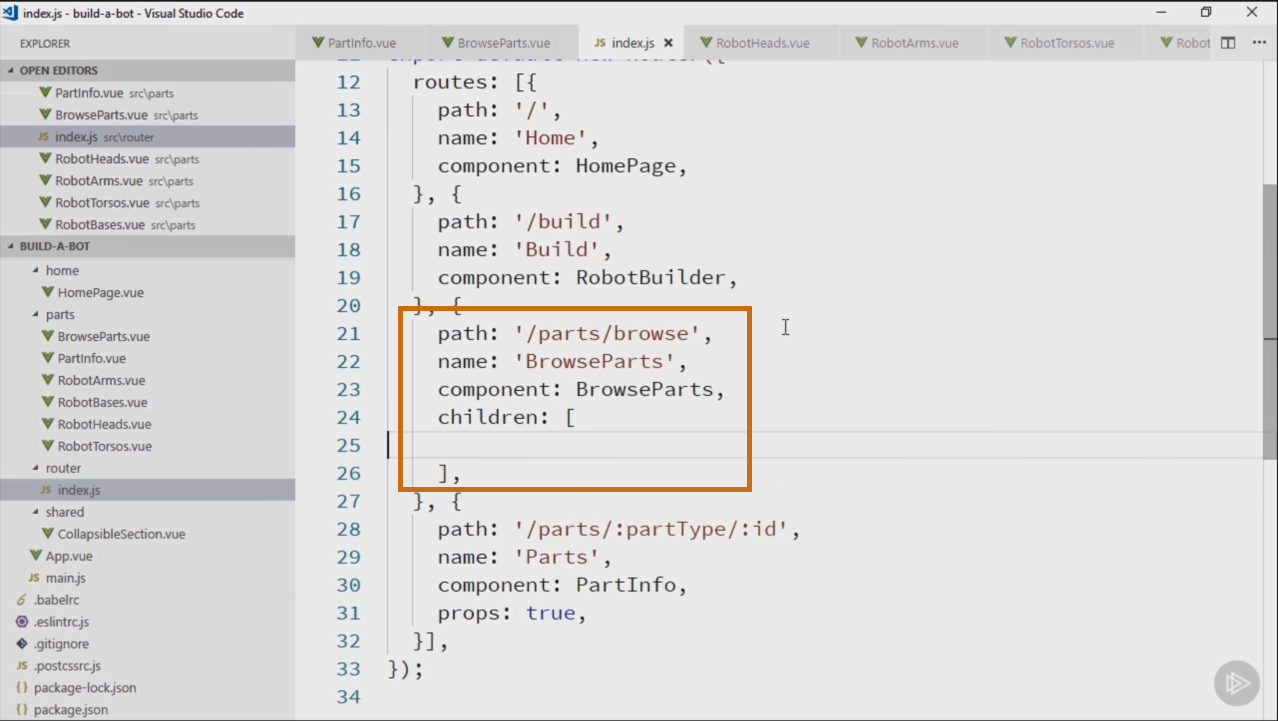 index.js - build-a-bot - Visual Studio Code
EXPLORER
PartInfo.vue
BrowseParts.vue
JS index.js
RobotHeads.vue
RobotArms.vue
RobotTorsos.vue
Robot
OPEN EDITORS
PartInfo.vue src\parts
BrowseParts.vue src\parts
JS index.js src\router
RobotHeads.vue src\parts
RobotArms.vue src\parts
RobotTorsos.vue src\parts
RobotBases.vue src\parts
BUILD-A-BOT
home
HomePage.vue
parts
BrowseParts.vue
PartInfo.vue
RobotArms.vue
RobotBases.vue
RobotHeads.vue
RobotTorsos.vue
router
JS index.js
shared
CollapsibleSection.vue
App.vue
JS main.js
.babelrc
.eslintrc.js
.gitignore
JS .postcssrc.js
{} package-lock.json
{} package.json
12 routes: [{
13 path: '/',
14 name: 'Home',
15 component: HomePage,
16 }, {
17 path: '/build',
18 name: 'Build',
19 component: RobotBuilder,
20 }, {
21 path: '/parts/browse',
22 name: 'BrowseParts',
23 component: BrowseParts,
24 children: [
25
26 ],
27 }, {
28 path: '/parts/:partType/:id',
29 name: 'Parts',
30 component: PartInfo,
31 props: true,
32 }],
33 });
34